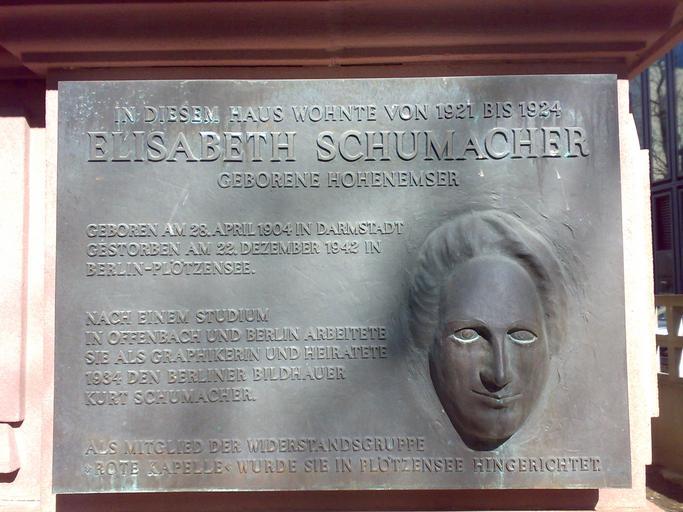 IN DIESEM HAUS WOHNTE VON 1921 BIS 1924
ELISABETH SCHUMACHER
GEBORENE HOHENEMSER
GEBOREN AM 28. APRIL 1904 IN DARMSTADT
GESTORBEN AM 22. DEZEMBER 1942 IN
BERLIN-PLÖTZENSEE.
NACH EINEM STUDIUM
IN OFFENBACH UND BERLIN ARBEITETE
SIE ALS GRAPHIKERIN UND HEIRATETE
1934 DEN BERLINER BILDHAUER
KURT SCHUMACHER.
ALS MITGLIED DER WIDERSTANDSGRUPPE
»ROTE KAPELLE« WURDE SIE IN PLÖTZENSEE HINGERICHTET.